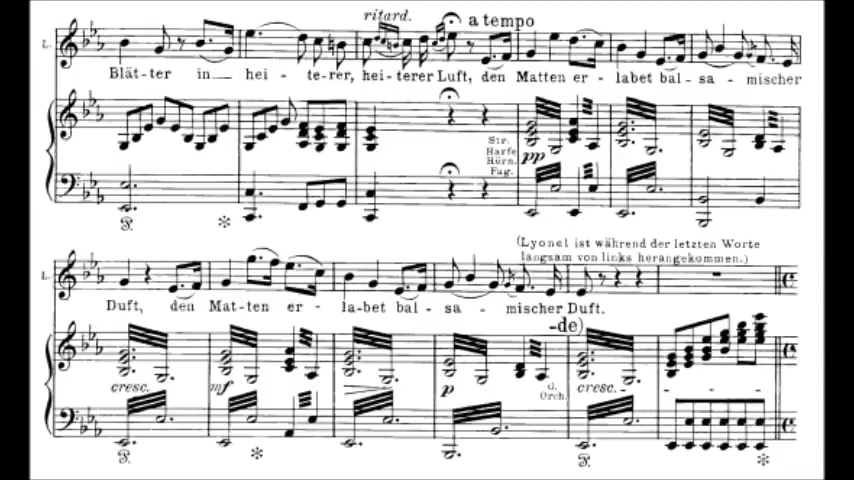 ritard. a tempo
L.
Blät-ter in hei - te-rer, hei-terer Luft, den Matten er - labet bal - sa - mischer
Str.
Harfe
Hörn.
Fag.
pp
(Lyonel ist während der letzten Worte
langsam von links herangekommen.)
L.
Duft, den Mat-ten er - la-bet bal - sa - mischer Duft.
-de)
cresc. mf p d. Orch. cresc.